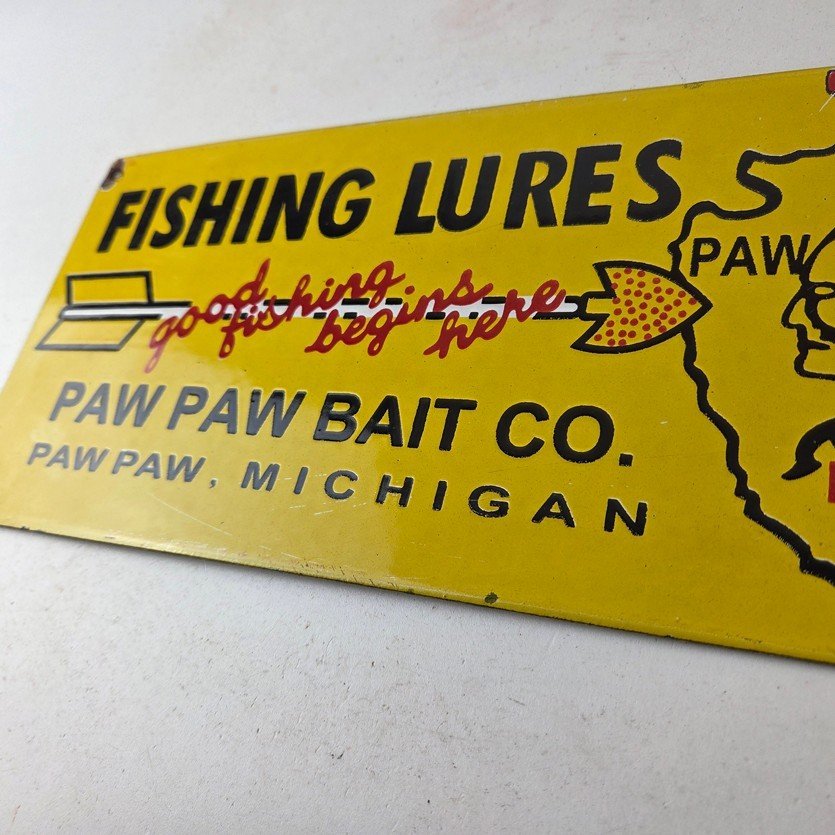 FISHING LURES
good fishing begins here
PAW PAW BAIT CO.
PAW PAW, MICHIGAN
PAW